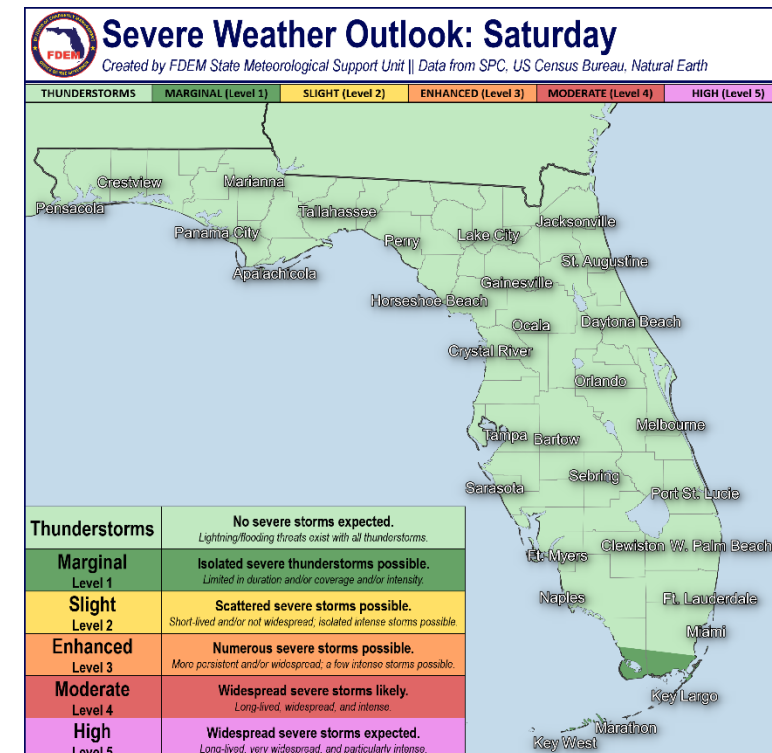 Severe Weather Outlook: Saturday
FDEM
Created by FDEM State Meteorological Support Unit || Data from SPC, US Census Bureau, Natural Earth
THUNDERSTORMS MARGINAL (Level 1) SLIGHT (Level 2) ENHANCED (Level 3) MODERATE (Level 4) HIGH (Level 5)
Crestview
Marianna
Pensacola
Tallahassee
Jacksonville
Panama City
Perry
Lake City
St. Augustine
Apalachicola
Gainesville
Horseshoe Beach
Ocala
Daytona Beach
Crystal River
Orlando
Melbourne
Tampa
Bartow
Sebring
Sarasota
Port St. Lucie
Ft. Myers
Clewiston
W. Palm Beach
Naples
Ft. Lauderdale
Miami
Key Largo
Marathon
Key West
Thunderstorms
No severe storms expected.
Lightning/flooding threats exist with all thunderstorms.
Marginal
Level 1
Isolated severe thunderstorms possible.
Limited in duration and/or coverage and/or intensity.
Slight
Level 2
Scattered severe storms possible.
Short-lived and/or not widespread; isolated intense storms possible.
Enhanced
Level 3
Numerous severe storms possible.
More persistent and/or widespread; a few intense storms possible.
Moderate
Level 4
Widespread severe storms likely.
Long-lived, widespread, and intense.
High
Level 5
Widespread severe storms expected.
Long-lived, very widespread, and particularly intense.